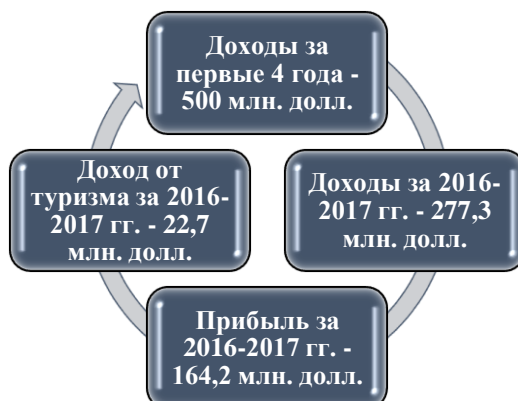 Доходы за
первые 4 года -
500 млн. долл.
Доходы за 2016-
2017 гг. - 277,3
млн. долл.
Прибыль за
2016-2017 гг. -
164,2 млн. долл.
Доход от
туризма за 2016-
2017 гг. - 22,7
млн. долл.